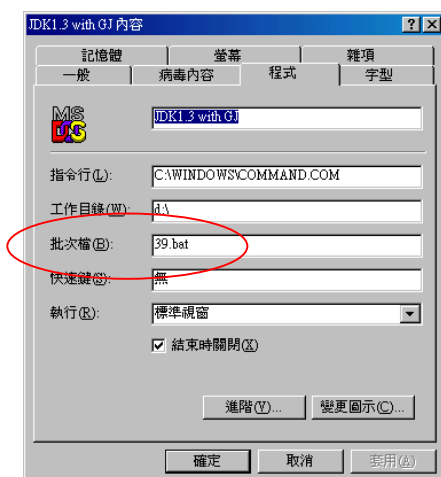 JDK1.3 with GJ 內容
記憶體 螢幕 雜項
一般 病毒內容 程式 字型
MS DOS
JDK1.3 with GJ
指令行(L): C:\WINDOWS\COMMAND.COM
工作目錄(W): d:\
批次檔(B): 39.bat
快速鍵(S): 無
執行(R): 標準視窗
結束時關閉(X)
進階(V)... 變更圖示(C)...
確定 取消 套用(A)